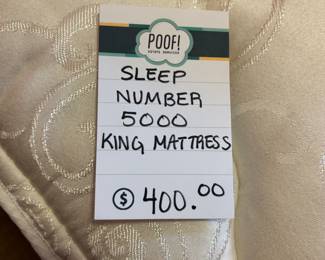 POOF!
ESTATE SERVICES
SLEEP
NUMBER
5000
KING MATTRESS
$ 400.00